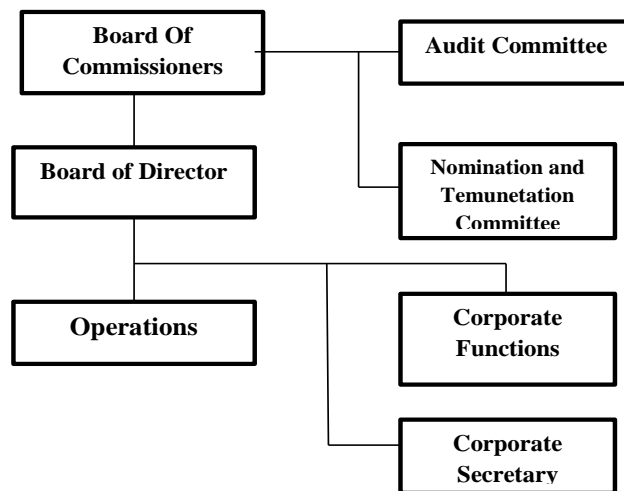 Board Of
Commissioners
Audit Committee
Board of Director
Nomination and
Temunetation
Committee
Operations
Corporate
Functions
Corporate
Secretary